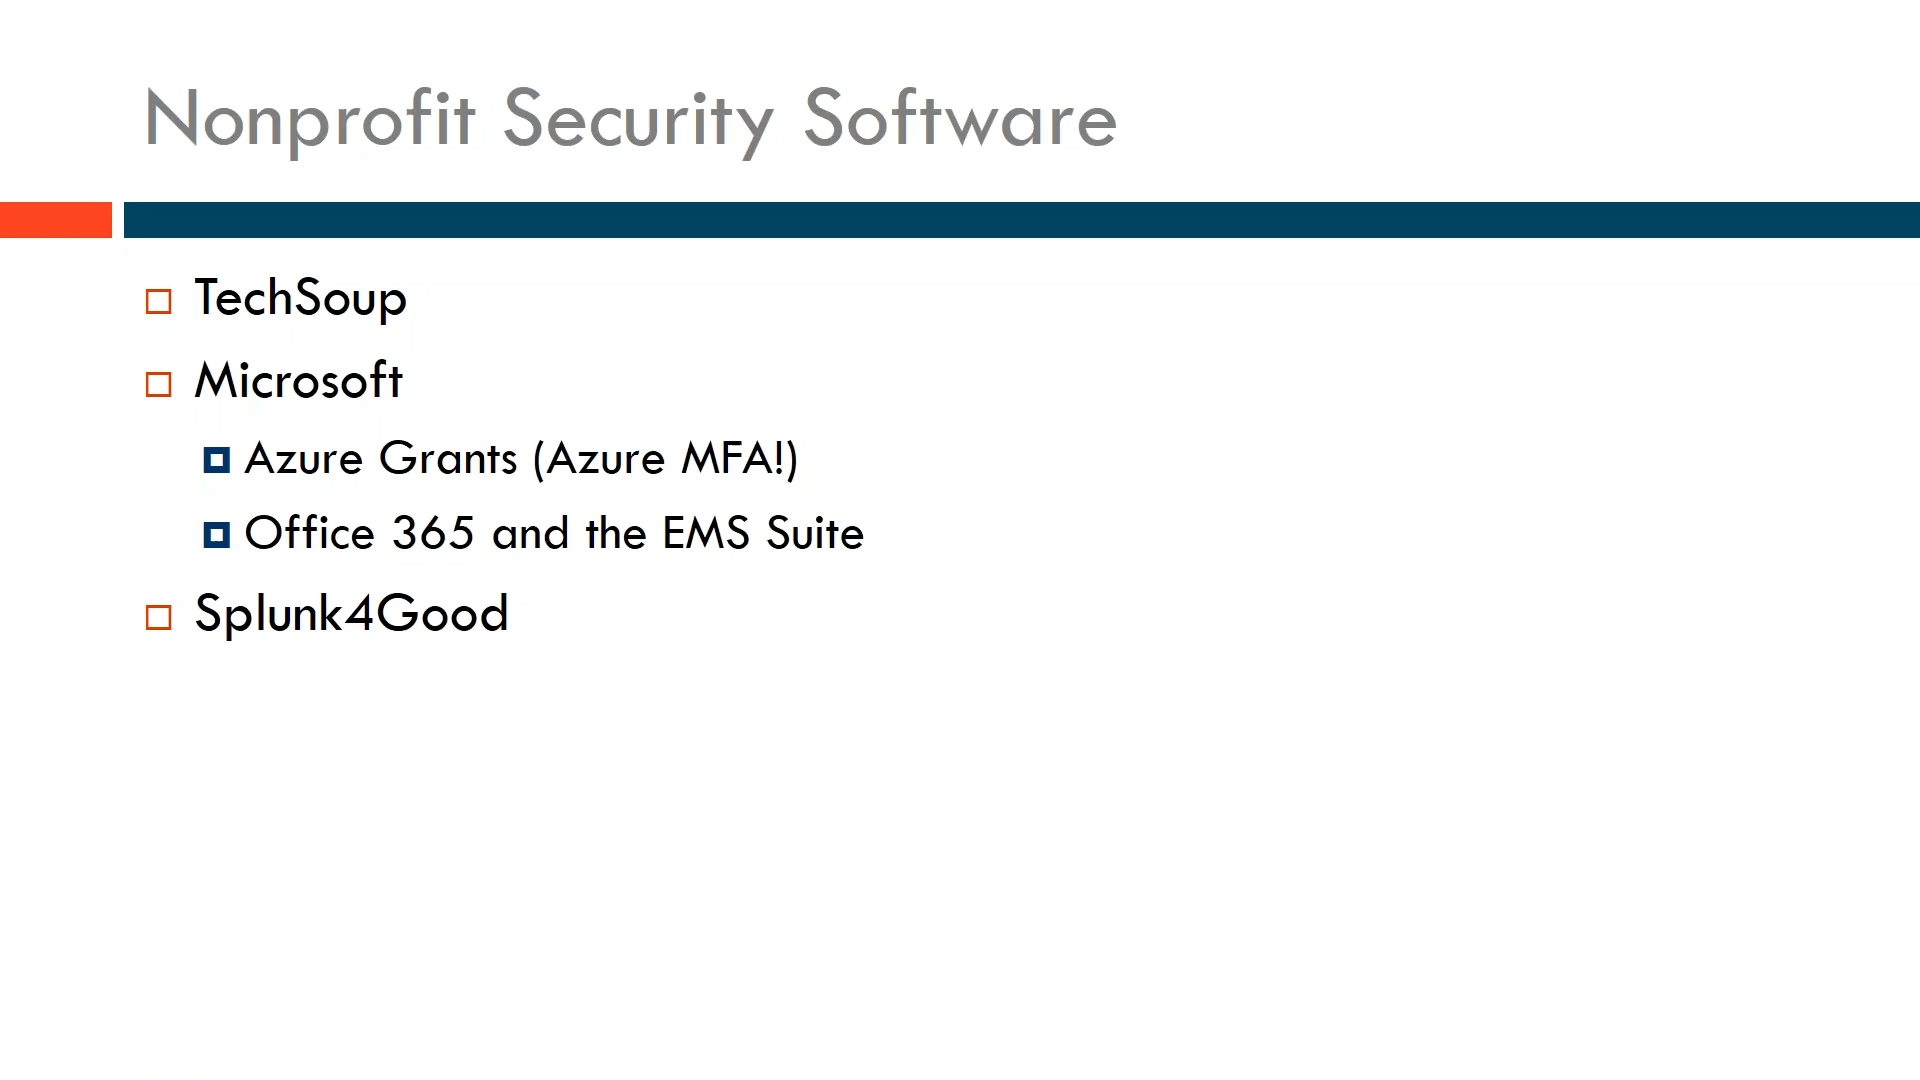 Nonprofit Security Software
TechSoup
Microsoft
Azure Grants (Azure MFA!)
Office 365 and the EMS Suite
Splunk4Good